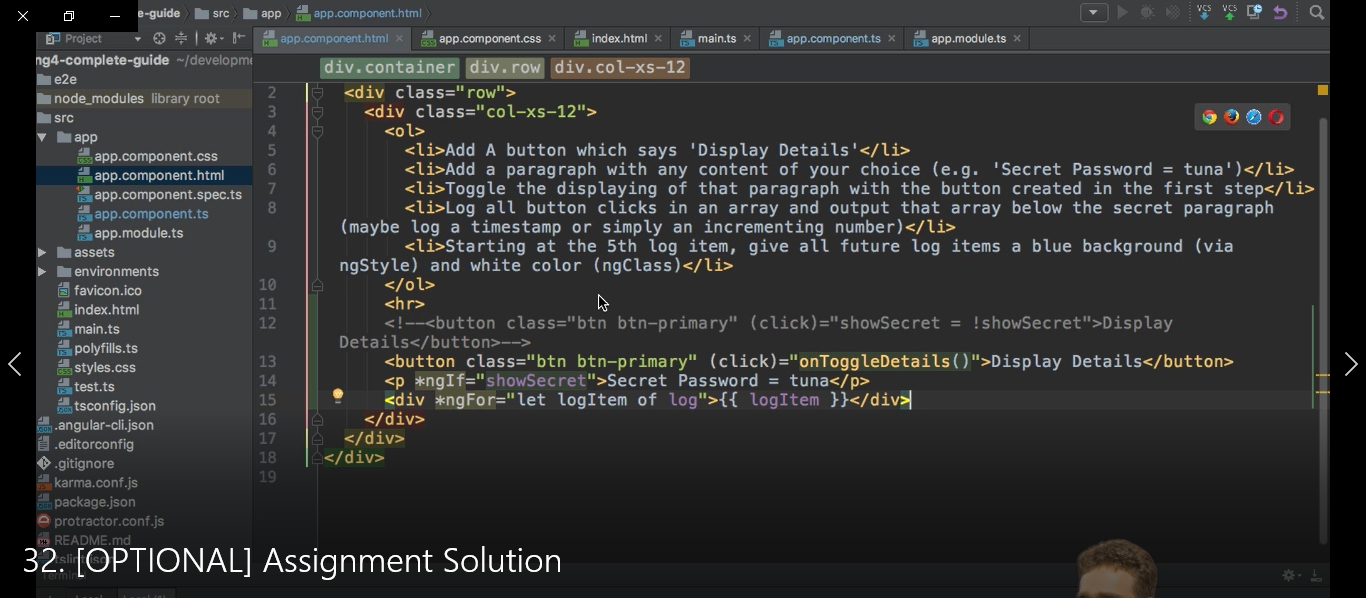 e-guide src app app.component.html
Project
app.component.html app.component.css index.html main.ts app.component.ts app.module.ts
ng4-complete-guide ~/developme
div.container div.row div.col-xs-12
e2e
node_modules library root
src
app
app.component.css
app.component.html
app.component.spec.ts
app.component.ts
app.module.ts
assets
environments
favicon.ico
index.html
main.ts
polyfills.ts
styles.css
test.ts
tsconfig.json
.angular-cli.json
.editorconfig
.gitignore
karma.conf.js
package.json
protractor.conf.js
README.md
VCS VCS
2 <div class="row">
3 <div class="col-xs-12">
4 <ol>
5 <li>Add A button which says 'Display Details'</li>
6 <li>Add a paragraph with any content of your choice (e.g. 'Secret Password = tuna')</li>
7 <li>Toggle the displaying of that paragraph with the button created in the first step</li>
8 <li>Log all button clicks in an array and output that array below the secret paragraph
(maybe log a timestamp or simply an incrementing number)</li>
9 <li>Starting at the 5th log item, give all future log items a blue background (via
ngStyle) and white color (ngClass)</li>
10 </ol>
11 <hr>
12 <!--<button class="btn btn-primary" (click)="showSecret = !showSecret">Display
Details</button>-->
13 <button class="btn btn-primary" (click)="onToggleDetails()">Display Details</button>
14 <p *ngIf="showSecret">Secret Password = tuna</p>
15 <div *ngFor="let logItem of log">{{ logItem }}</div>
16 </div>
17 </div>
18 </div>
19
32. [OPTIONAL] Assignment Solution